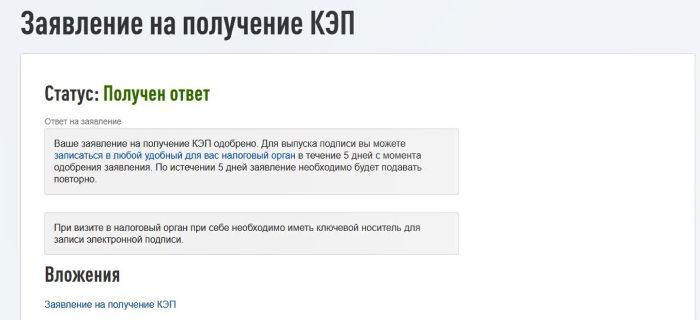 Заявление на получение КЭП
Статус: Получен ответ
Ответ на заявление
Ваше заявление на получение КЭП одобрено. Для выпуска подписи вы можете
записаться в любой удобный для вас налоговый орган в течение 5 дней с момента
одобрения заявления. По истечении 5 дней заявление необходимо будет подавать
повторно.
При визите в налоговый орган при себе необходимо иметь ключевой носитель для
записи электронной подписи.
Вложения
Заявление на получение КЭП